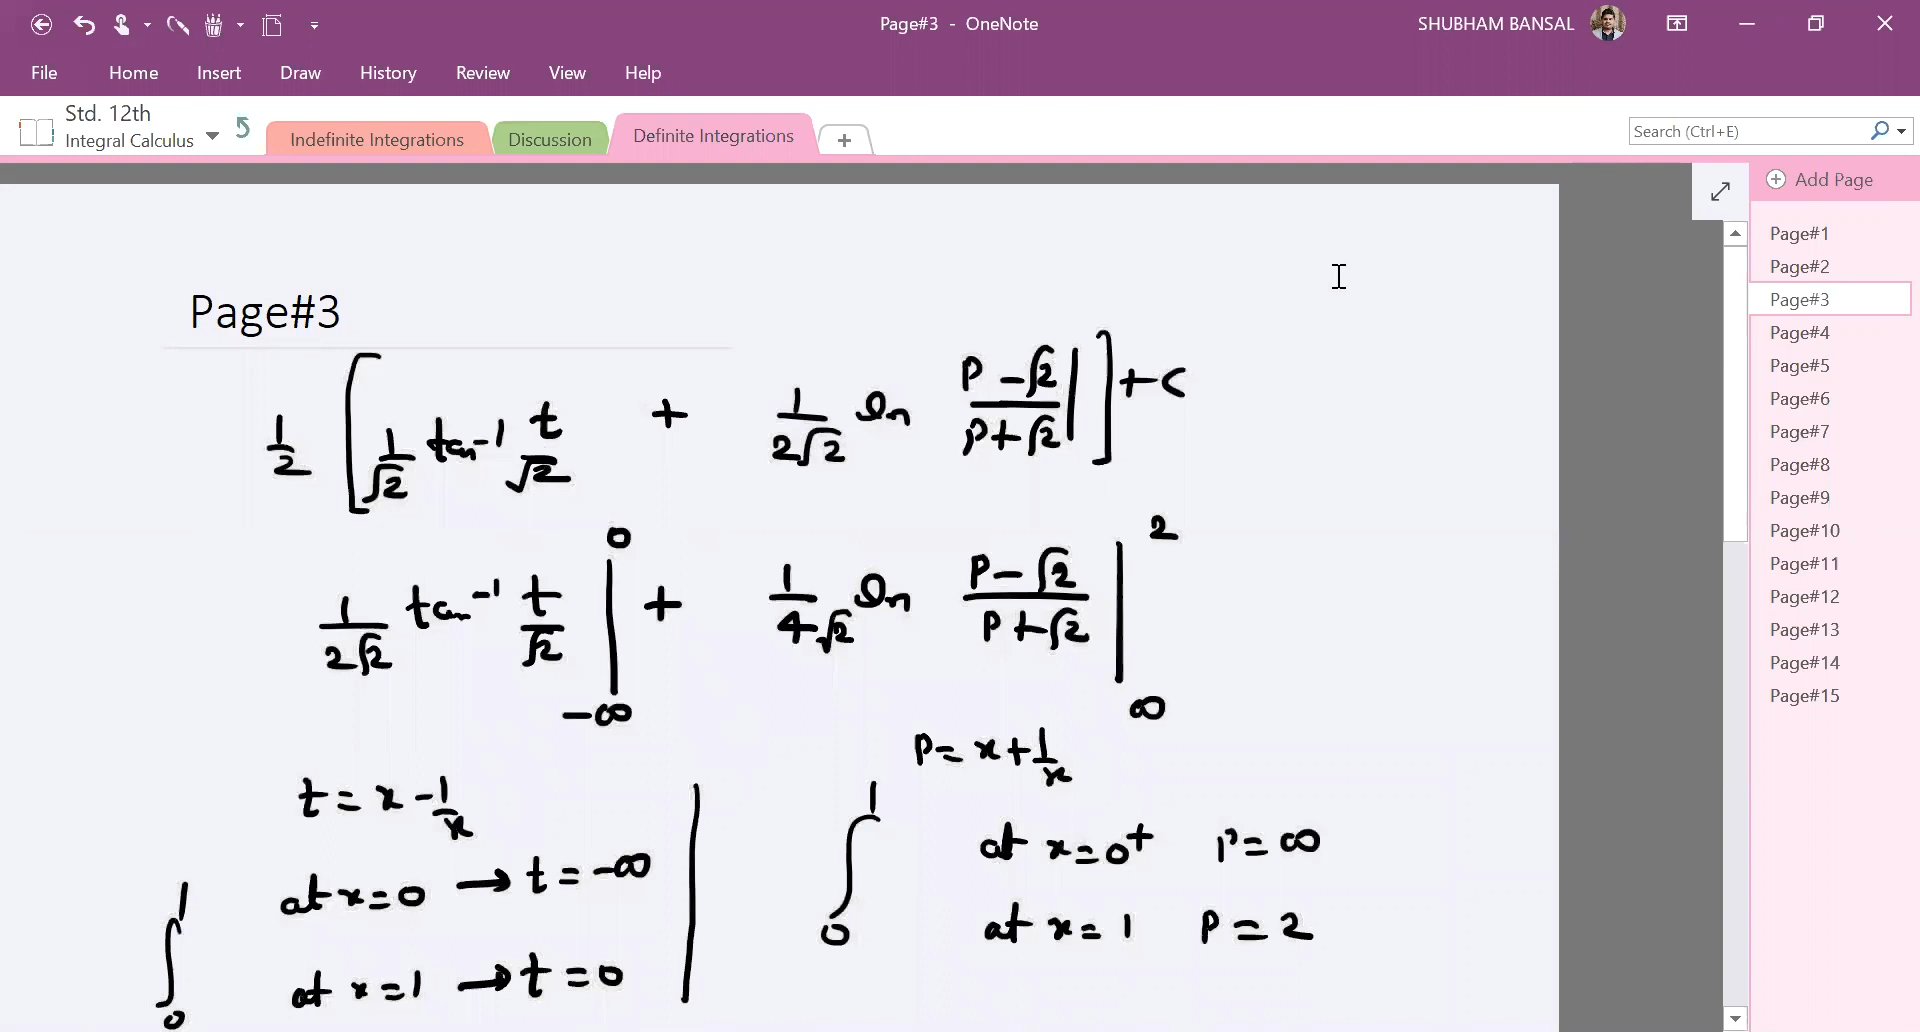 Page#3 - OneNote
SHUBHAM BANSAL
File Home Insert Draw History Review View Help
Std. 12th
Integral Calculus
Indefinite Integrations
Discussion
Definite Integrations
+
Search (Ctrl+E)
Add Page
Page#1
Page#2
Page#3
Page#4
Page#5
Page#6
Page#7
Page#8
Page#9
Page#10
Page#11
Page#12
Page#13
Page#14
Page#15
Page#3
1/2 [ 1/√2 tan⁻¹ t/√2 + 1/2√2 ln (P-√2)/(P+√2) | ] + c
1/2√2 tan⁻¹ t/√2 |_{-∞}^{0} + 1/4√2 ln (P-√2)/(P+√2) |_{∞}^{2}
t = x - 1/x
∫_0^1
at x = 0 → t = -∞
at x = 1 → t = 0
P = x + 1/x
∫_0^1
at x = 0⁺ P = ∞
at x = 1 P = 2